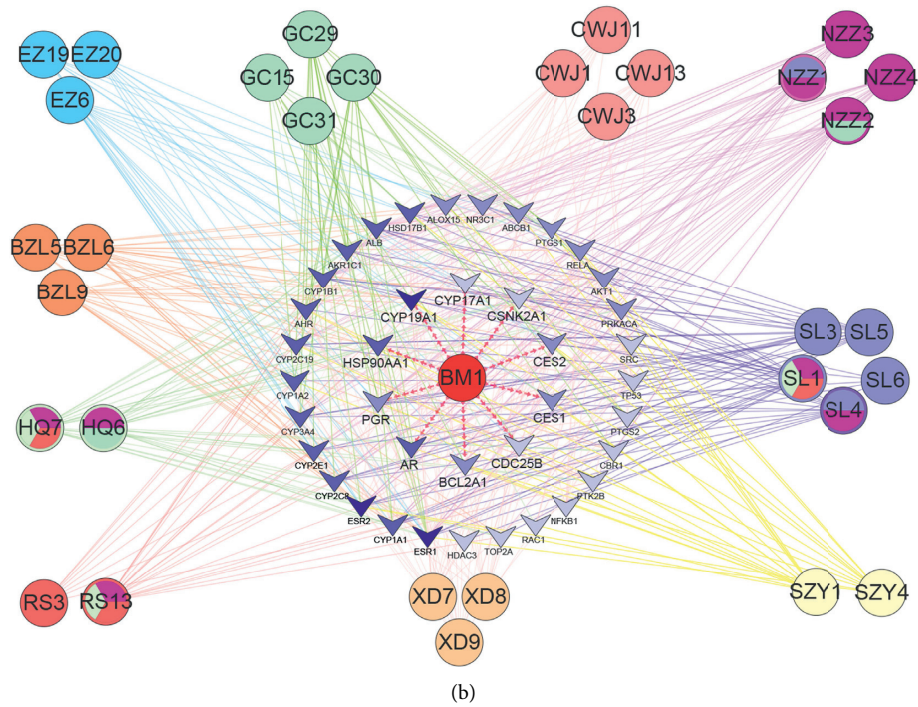 GC29
CWJ11
NZZ3
EZ19 EZ20
GC15 GC30
CWJ1 CWJ13
NZZ1 NZZ4
EZ6
GC31
CWJ3
NZZ2
ALOX15 NR3C1
HSD17B1 ABCB1
ALB PTGS1
BZL5 BZL6
AKR1C1 RELA
CYP1B1 AKT1
BZL9
CYP17A1
CYP19A1 CSNK2A1
AHR PRKACA
SL3 SL5
CYP2C19 HSP90AA1 CES2 SRC
BM1
SL1 SL6
CYP1A2 TP53
PGR CES1
SL4
CYP3A4 PTGS2
HQ7 HQ6
AR CDC25B
CYP2E1 BCL2A1 CBR1
CYP2C8 PTK2B
ESR2 NFKB1
CYP1A1 ESR1 HDAC3 TOP2A RAC1
RS3 RS13
XD7 XD8
SZY1 SZY4
XD9
(b)